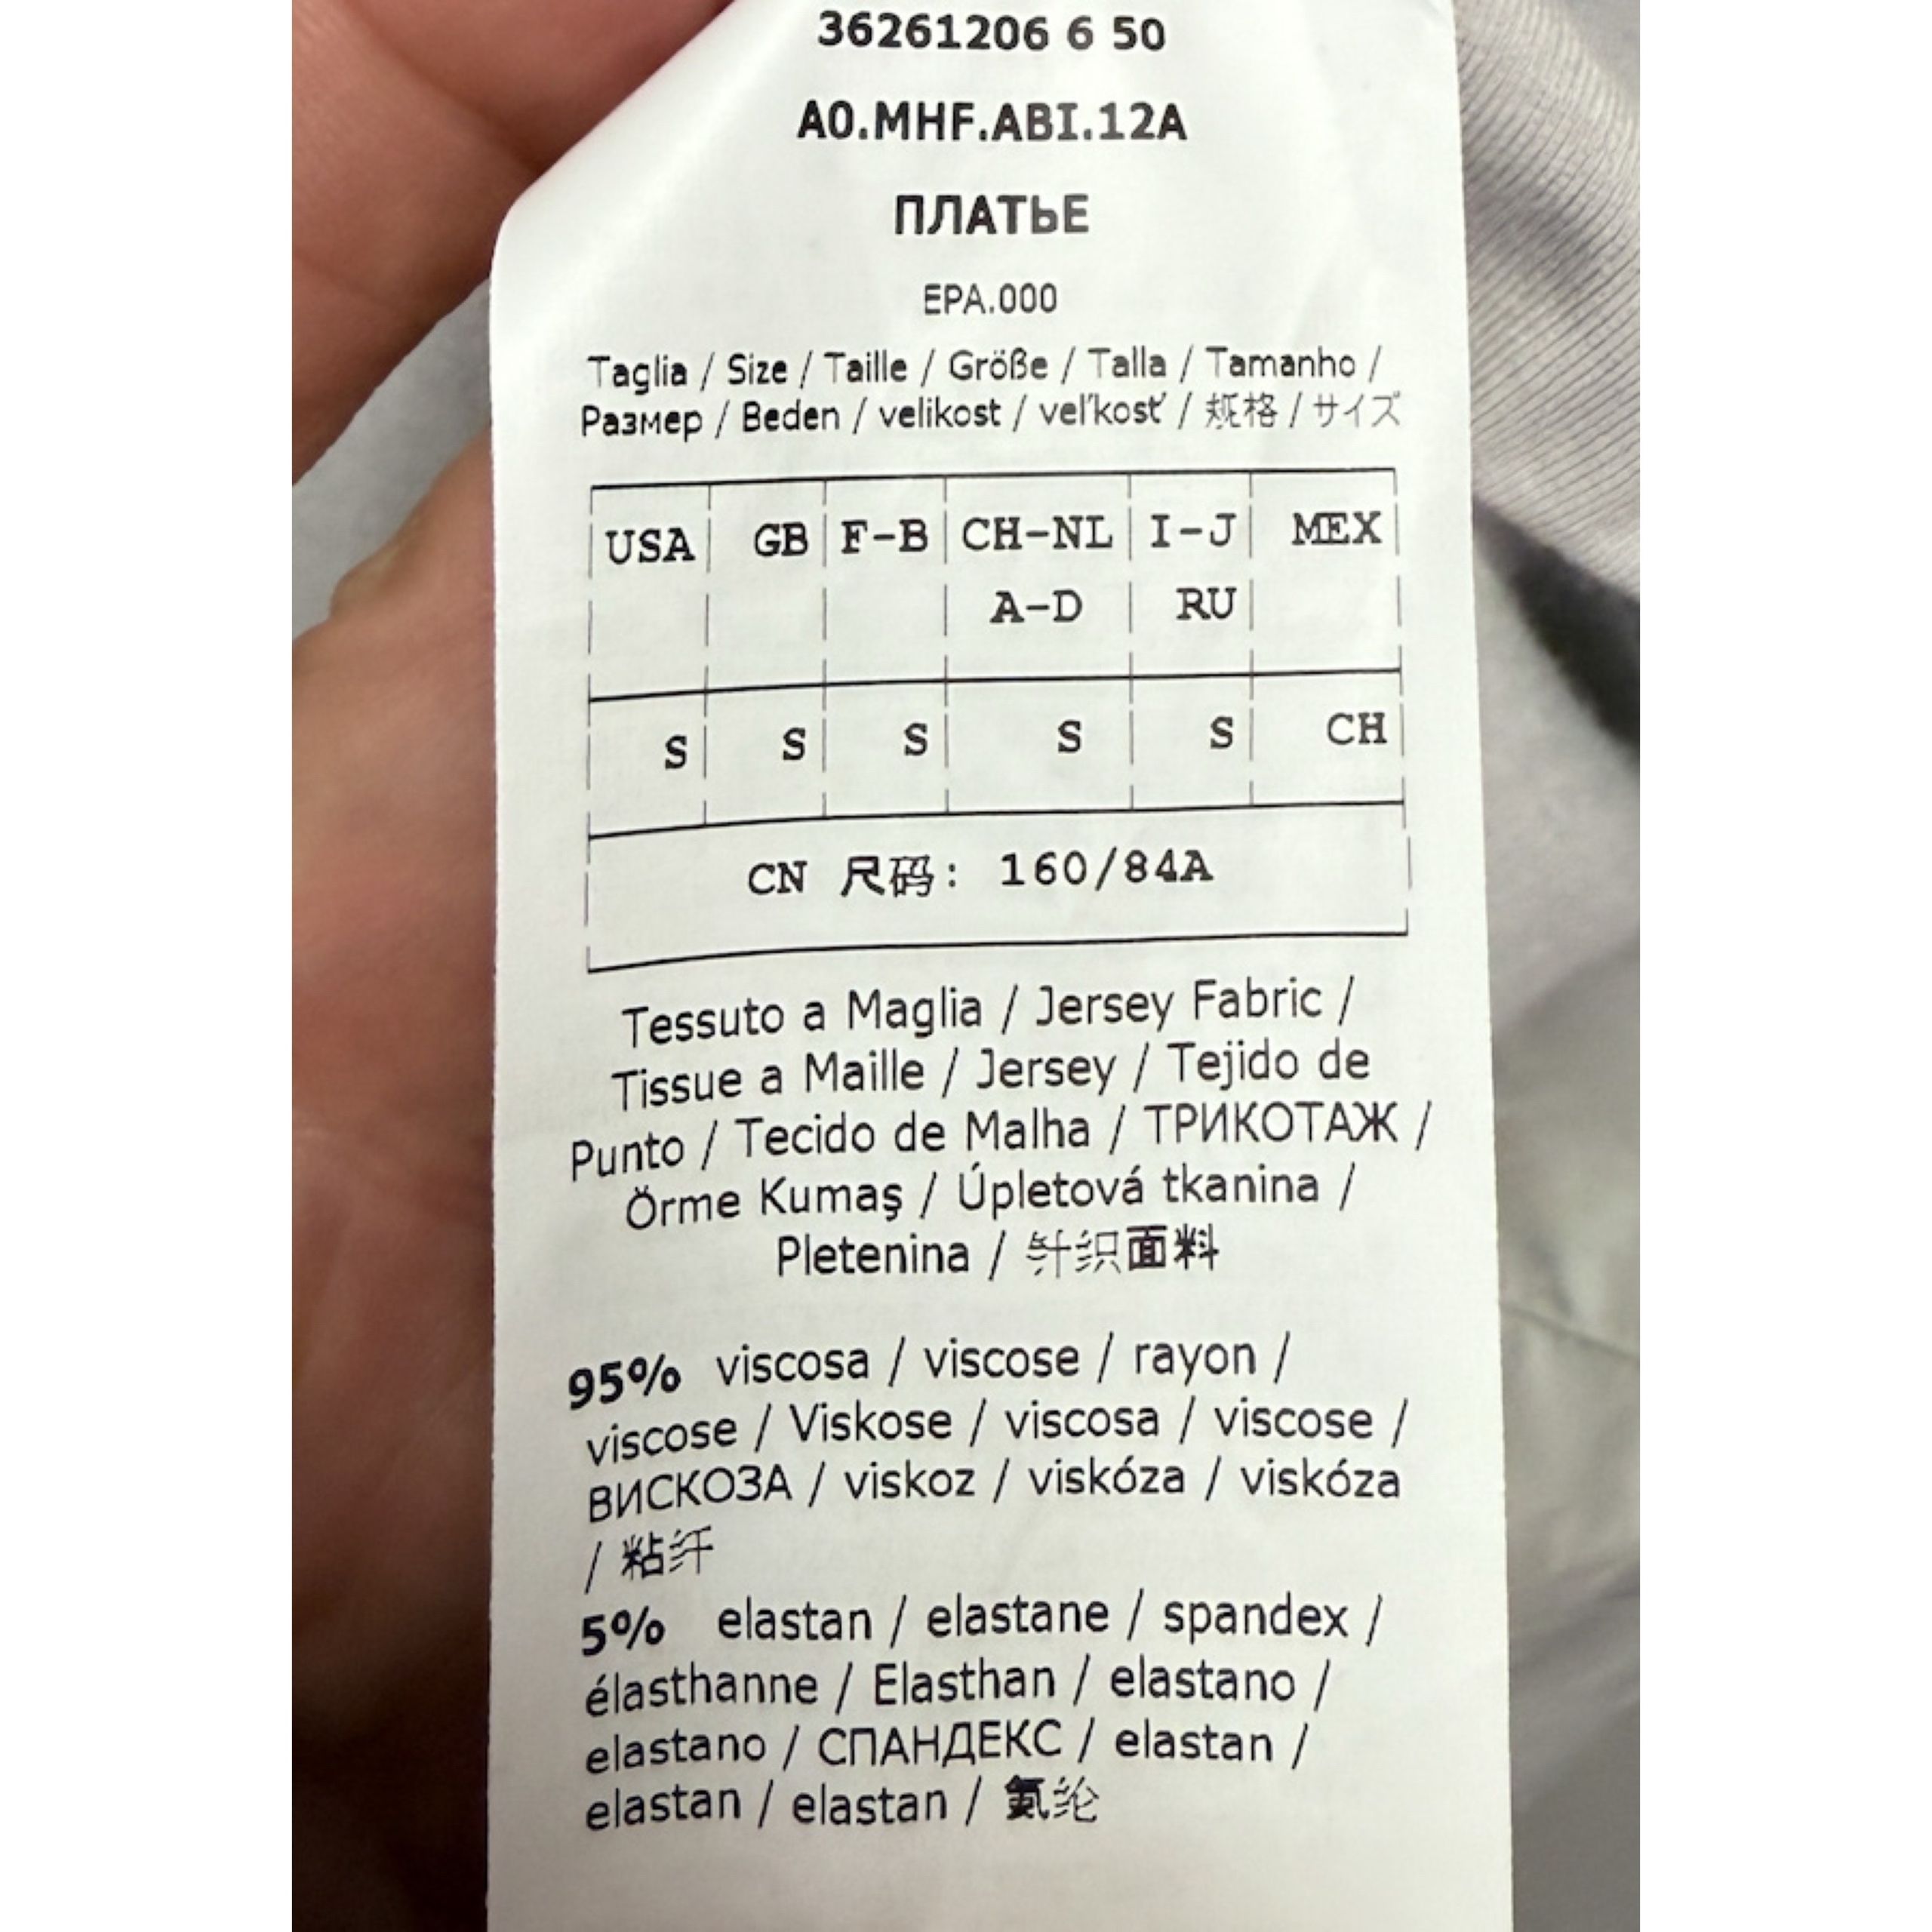 36261206 6 50
A0.MHF.ABI.12A
ПЛАТЬЕ
EPA.000
Taglia / Size / Taille / Größe / Talla / Tamanho /
Размер / Beden / velikost / veľkosť / 规格 / サイズ
USA GB F-B CH-NL I-J MEX
A-D RU
S S S S S CH
CN 尺码: 160/84A
Tessuto a Maglia / Jersey Fabric /
Tissue a Maille / Jersey / Tejido de
Punto / Tecido de Malha / ТРИКОТАЖ /
Örme Kumaş / Úpletová tkanina /
Pletenina / 针织面料
95% viscosa / viscose / rayon /
viscose / Viskose / viscosa / viscose /
ВИСКОЗА / viskoz / viskóza / viskóza
/ 粘纤
5% elastan / elastane / spandex /
élasthanne / Elasthan / elastano /
elastano / СПАНДЕКС / elastan /
elastan / elastan / 氨纶